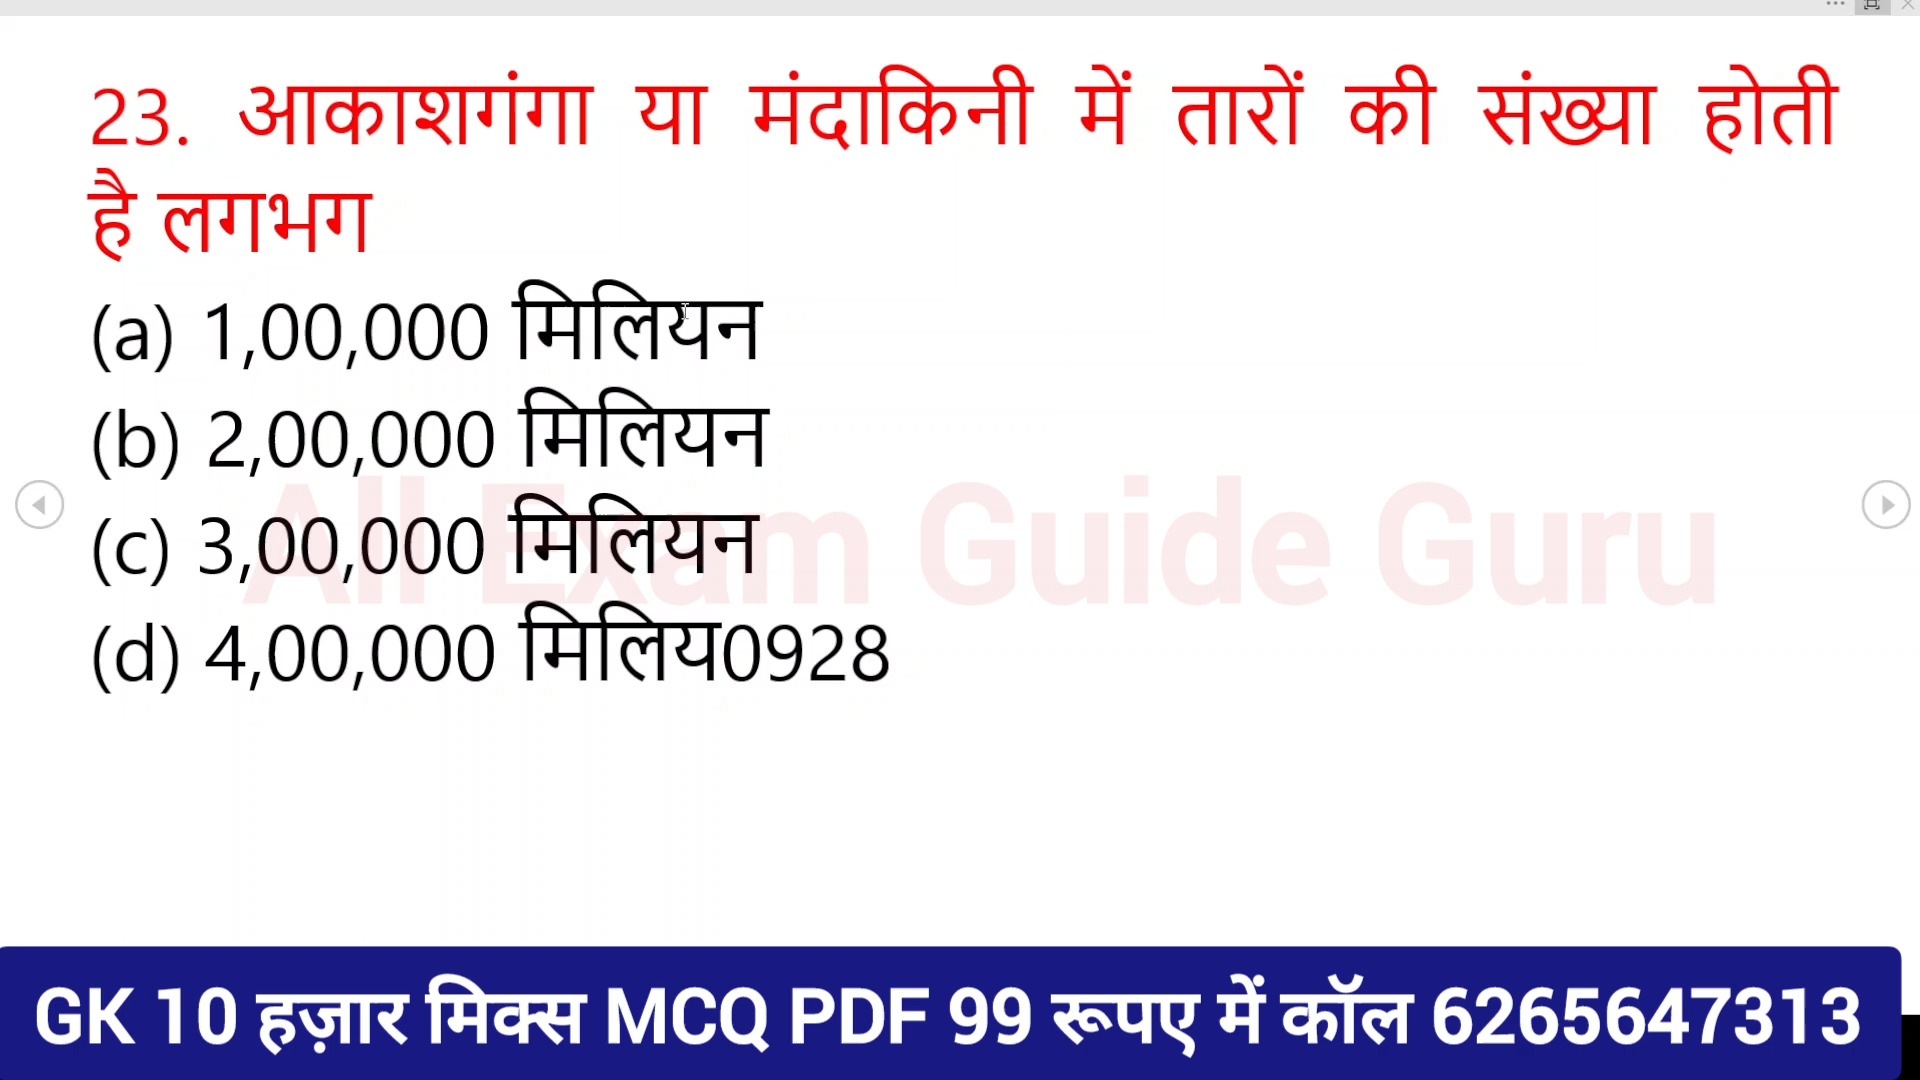 23. आकाशगंगा या मंदाकिनी में तारों की संख्या होती
है लगभग
(a) 1,00,000 मिलियन
(b) 2,00,000 मिलियन
(c) 3,00,000 मिलियन
(d) 4,00,000 मिलिय0928
All Exam Guide Guru
GK 10 हज़ार मिक्स MCQ PDF 99 रूपए में कॉल 6265647313